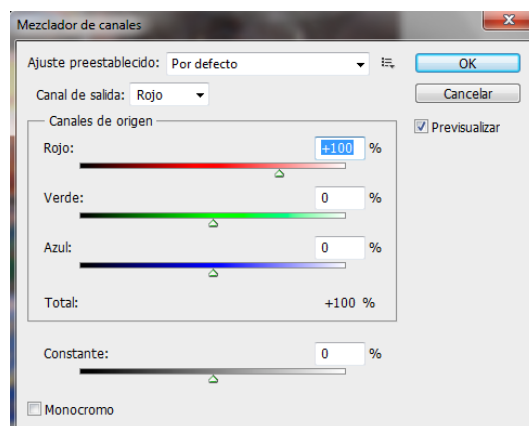 Mezclador de canales
Ajuste preestablecido: Por defecto
OK
Canal de salida: Rojo
Cancelar
Canales de origen
Previsualizar
Rojo: +100 %
Verde: 0 %
Azul: 0 %
Total: +100 %
Constante: 0 %
Monocromo